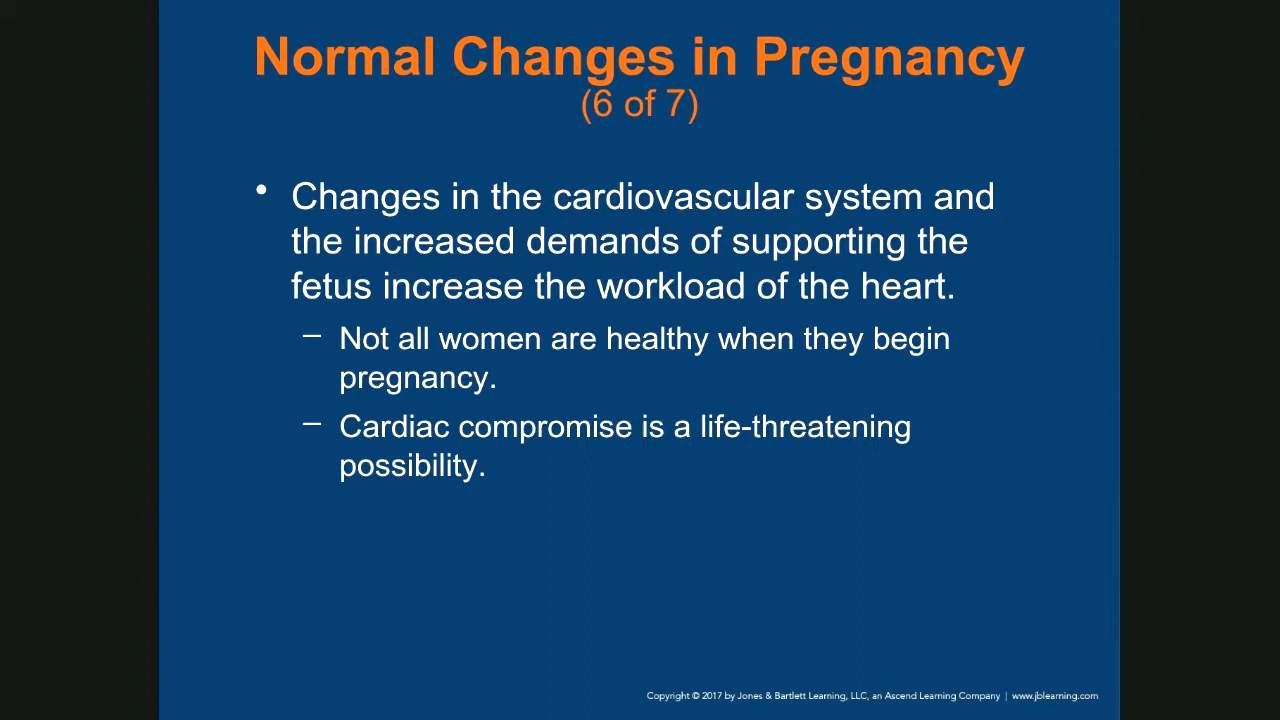 Normal Changes in Pregnancy
(6 of 7)
• Changes in the cardiovascular system and
the increased demands of supporting the
fetus increase the workload of the heart.
– Not all women are healthy when they begin
pregnancy.
– Cardiac compromise is a life-threatening
possibility.
Copyright © 2017 by Jones & Bartlett Learning, LLC, an Ascend Learning Company | www.jblearning.com